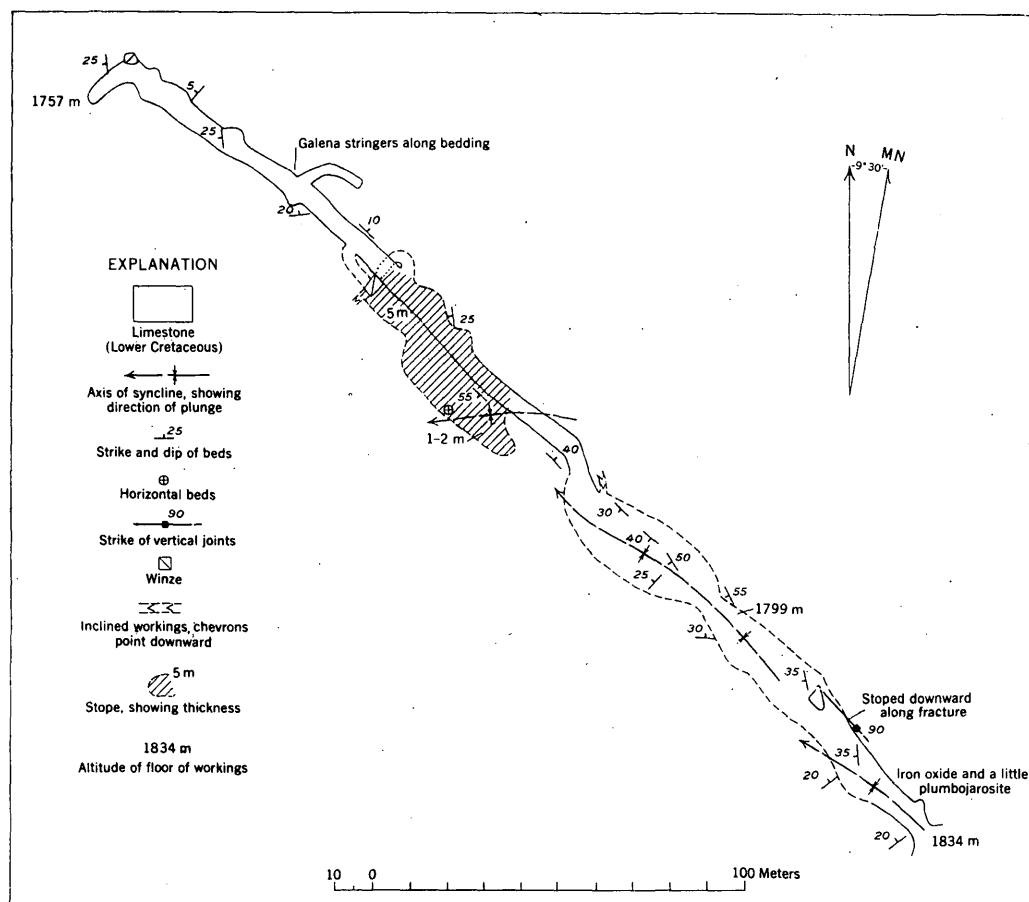 25
1757 m
5
25
Galena stringers along bedding
20
10
N
MN
9° 30'
EXPLANATION
Limestone
(Lower Cretaceous)
Axis of syncline, showing
direction of plunge
25
Strike and dip of beds
Horizontal beds
90
Strike of vertical joints
Winze
Inclined workings, chevrons
point downward
5 m
Stope, showing thickness
1834 m
Altitude of floor of workings
5 m
25
55
1-2 m
40
30
40
50
25
55
1799 m
30
35
Stoped downward
along fracture
90
35
20
Iron oxide and a little
plumbojarosite
20
1834 m
10
0
100 Meters